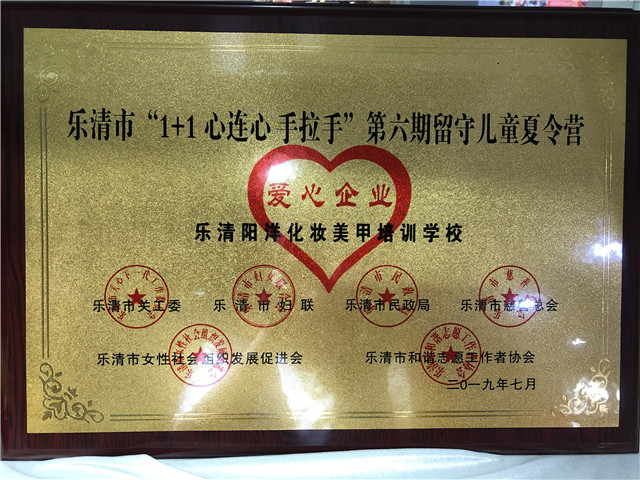 乐清市“1+1 心连心 手拉手”第六期留守儿童夏令营
爱心企业
乐清阳洋化妆美甲培训学校
乐清市关工委 乐清市妇联 乐清市民政局 乐清市慈善总会
乐清市女性社会组织发展促进会 乐清市和谐志愿工作者协会
二〇一九年七月